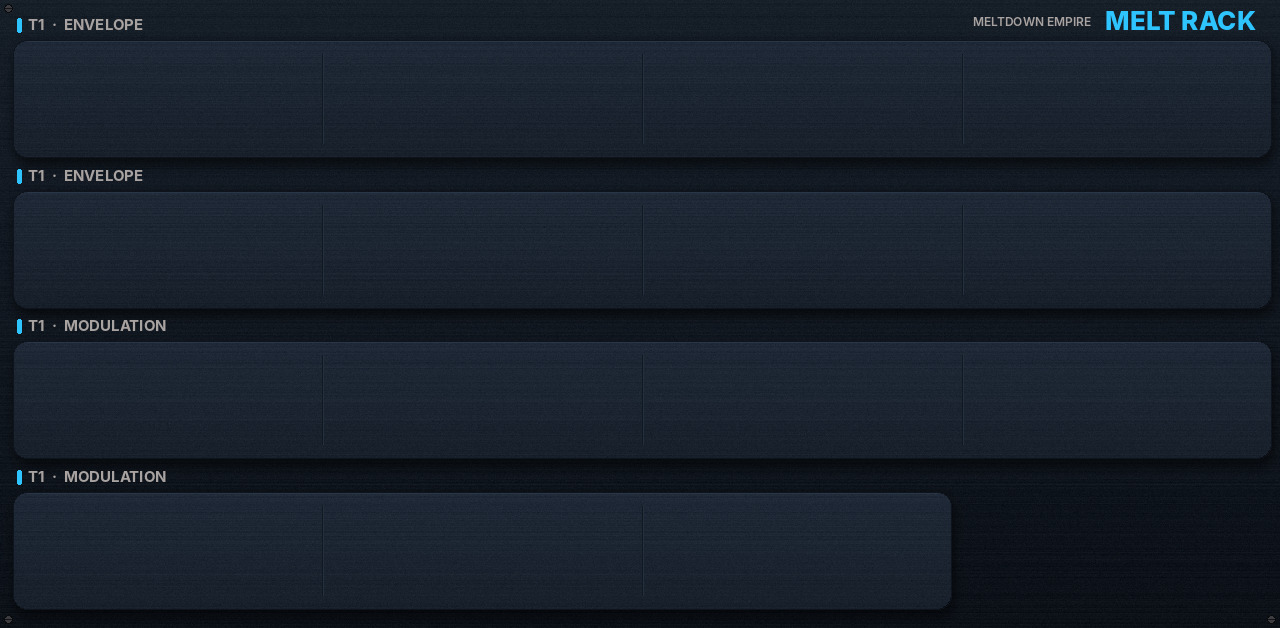 T1 · ENVELOPE
MELTDOWN EMPIRE MELT RACK
T1 · ENVELOPE
T1 · MODULATION
T1 · MODULATION